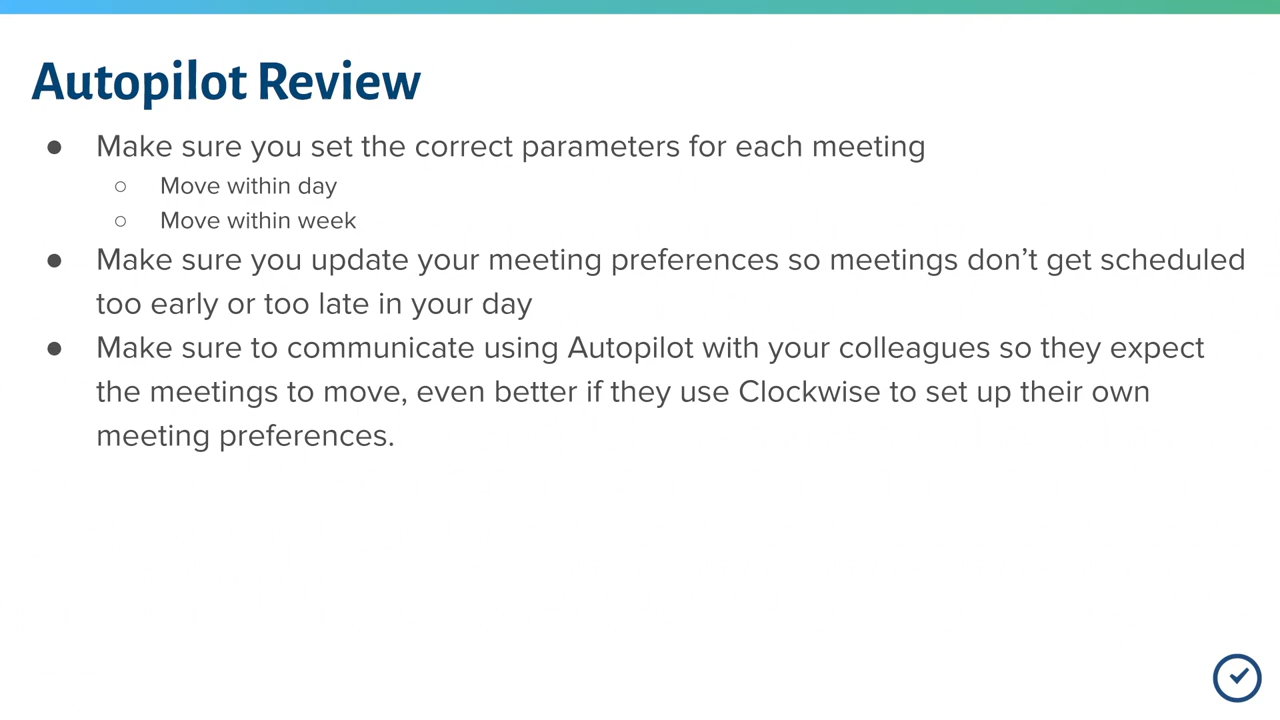 Autopilot Review
● Make sure you set the correct parameters for each meeting
○ Move within day
○ Move within week
● Make sure you update your meeting preferences so meetings don’t get scheduled
too early or too late in your day
● Make sure to communicate using Autopilot with your colleagues so they expect
the meetings to move, even better if they use Clockwise to set up their own
meeting preferences.